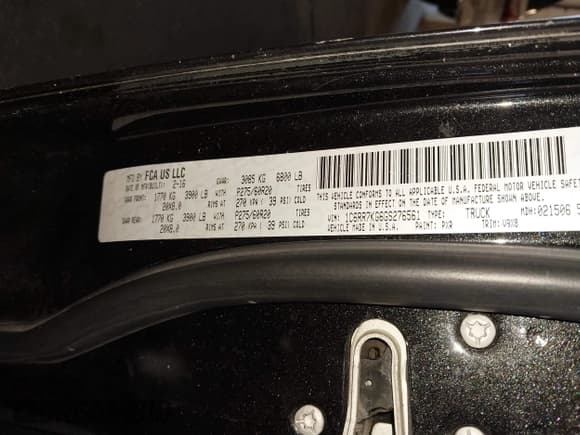 MFD BY FCA US LLC
DATE OF MFR/BUILT: 2-16 GVWR: 3085 KG 6800 LB
GAWR FRONT: 1770 KG 3900 LB WITH P275/60R20 TIRES
20X8.0 RIMS AT 270 KPA ( 39 PSI) COLD
GAWR REAR: 1770 KG 3900 LB WITH P275/60R20 TIRES
20X8.0 RIMS AT 270 KPA ( 39 PSI) COLD
THIS VEHICLE CONFORMS TO ALL APPLICABLE U.S.A. FEDERAL MOTOR VEHICLE SAFETY
STANDARDS IN EFFECT ON THE DATE OF MANUFACTURE SHOWN ABOVE.
VIN: 1C6RR7KG6GS276561 TYPE: TRUCK MDH: 021506
VEHICLE MADE IN U.S.A. PAINT: PXR TRIM: V9X8